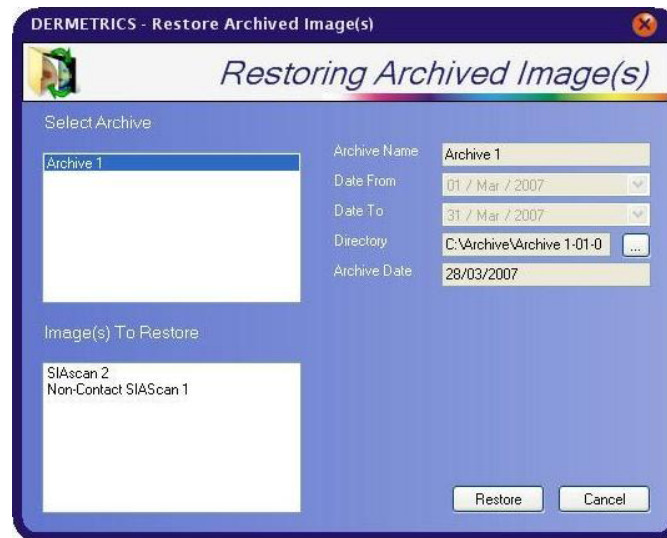 DERMETRICS - Restore Archived Image(s)
Restoring Archived Image(s)
Select Archive
Archive 1
Archive Name
Archive 1
Date From
01 / Mar / 2007
Date To
31 / Mar / 2007
Directory
C:\Archive\Archive 1-01-0
...
Archive Date
28/03/2007
Image(s) To Restore
SIAscan 2
Non-Contact SIAScan 1
Restore
Cancel